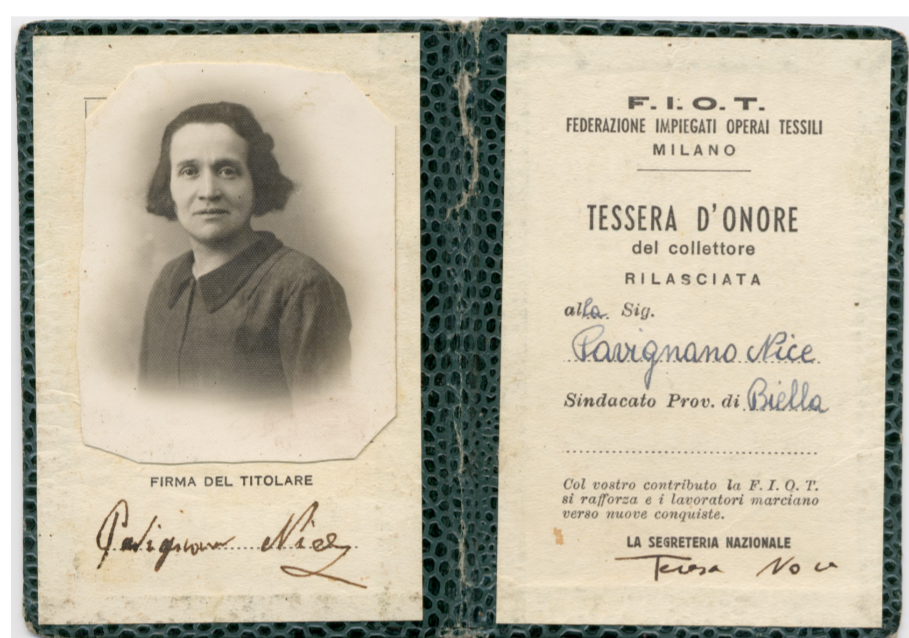 FIRMA DEL TITOLARE
Pavignano Nice
F. I. O. T.
FEDERAZIONE IMPIEGATI OPERAI TESSILI
MILANO
TESSERA D'ONORE
del collettore
RILASCIATA
alla Sig.
Pavignano Nice
Sindacato Prov. di Biella
Col vostro contributo la F. I. O. T.
si rafforza e i lavoratori marciano
verso nuove conquiste.
LA SEGRETERIA NAZIONALE
Teresa Noce